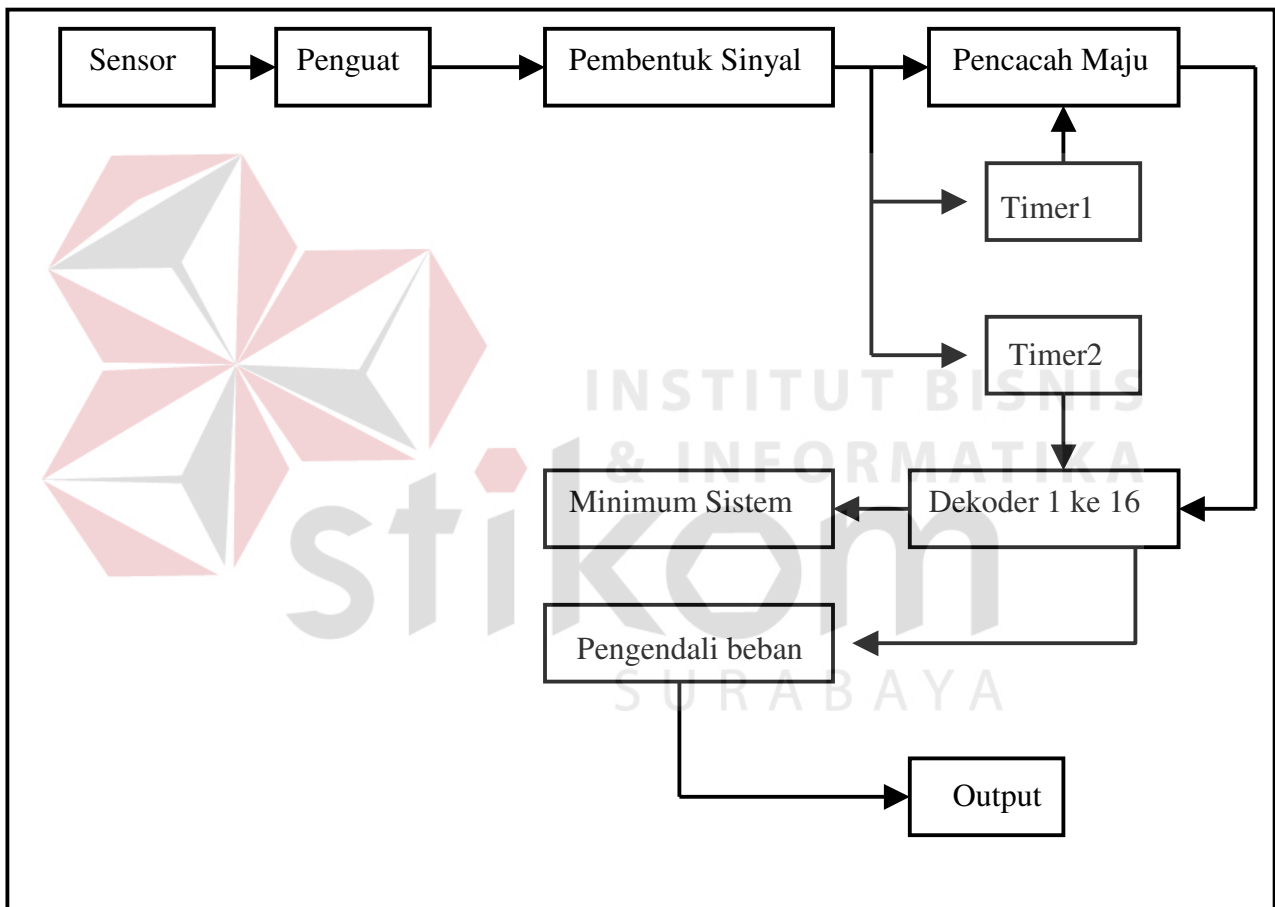 Sensor
Penguat
Pembentuk Sinyal
Pencacah Maju
Timer1
Timer2
INSTITUT BISNIS
& INFORMATIKA
Minimum Sistem
Dekoder 1 ke 16
stikom
Pengendali beban
SURABAYA
Output